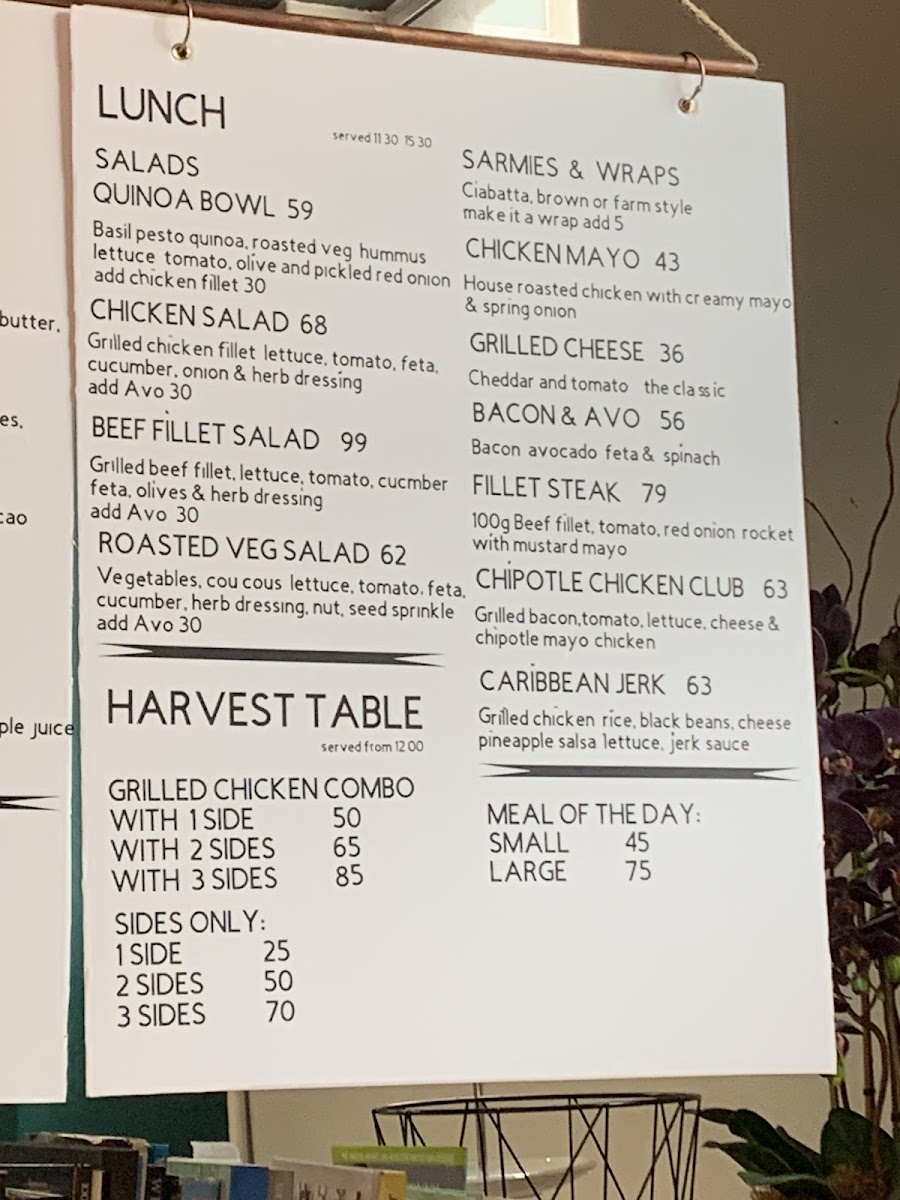 LUNCH
served 11 30 15 30
SALADS
QUINOA BOWL 59
Basil pesto quinoa, roasted veg hummus
lettuce tomato, olive and pickled red onion
add chicken fillet 30
CHICKEN SALAD 68
Grilled chicken fillet lettuce, tomato, feta,
cucumber, onion & herb dressing
add Avo 30
BEEF FILLET SALAD 99
Grilled beef fillet, lettuce, tomato, cucmber
feta, olives & herb dressing
add Avo 30
ROASTED VEG SALAD 62
Vegetables, cou cous lettuce, tomato, feta,
cucumber, herb dressing, nut, seed sprinkle
add Avo 30
HARVEST TABLE
served from 12 00
GRILLED CHICKEN COMBO
WITH 1 SIDE 50
WITH 2 SIDES 65
WITH 3 SIDES 85
SIDES ONLY:
1 SIDE 25
2 SIDES 50
3 SIDES 70
SARMIES & WRAPS
Ciabatta, brown or farm style
make it a wrap add 5
CHICKEN MAYO 43
House roasted chicken with creamy mayo
& spring onion
GRILLED CHEESE 36
Cheddar and tomato the classic
BACON & AVO 56
Bacon avocado feta & spinach
FILLET STEAK 79
100g Beef fillet, tomato, red onion rocket
with mustard mayo
CHIPOTLE CHICKEN CLUB 63
Grilled bacon,tomato, lettuce, cheese &
chipotle mayo chicken
CARIBBEAN JERK 63
Grilled chicken rice, black beans, cheese
pineapple salsa lettuce, jerk sauce
MEAL OF THE DAY:
SMALL 45
LARGE 75
butter,
es,
cao
ple juice